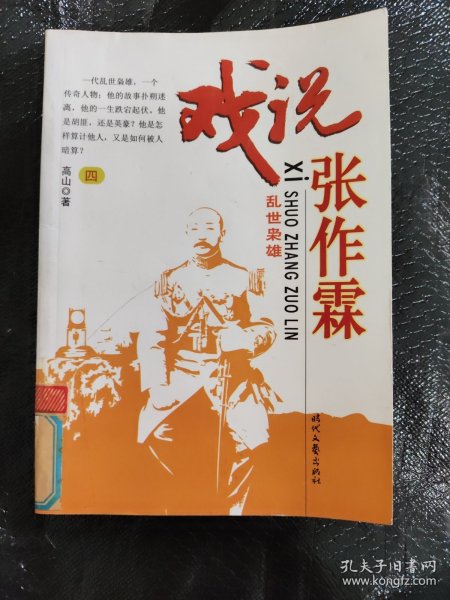 一代乱世枭雄，一个
传奇人物；他的故事扑朔迷
离，他的一生跌宕起伏。他
是胡匪，还是英豪？他是怎
样算计他人，又是如何被人
暗算？
高山◎著
四
戏说
张作霖
Xi SHUO ZHANG ZUO LIN
乱世枭雄
时代文艺出版社
孔夫子旧书网
www.kongfz.com